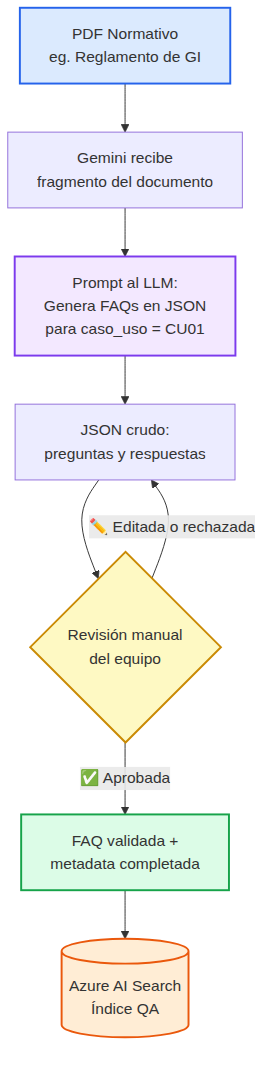 PDF Normativo
eg. Reglamento de GI
Gemini recibe
fragmento del documento
Prompt al LLM:
Genera FAQs en JSON
para caso_uso = CU01
JSON crudo:
preguntas y respuestas
✏️ Editada o rechazada
Revisión manual
del equipo
✅ Aprobada
FAQ validada +
metadata completada
Azure AI Search
Índice QA